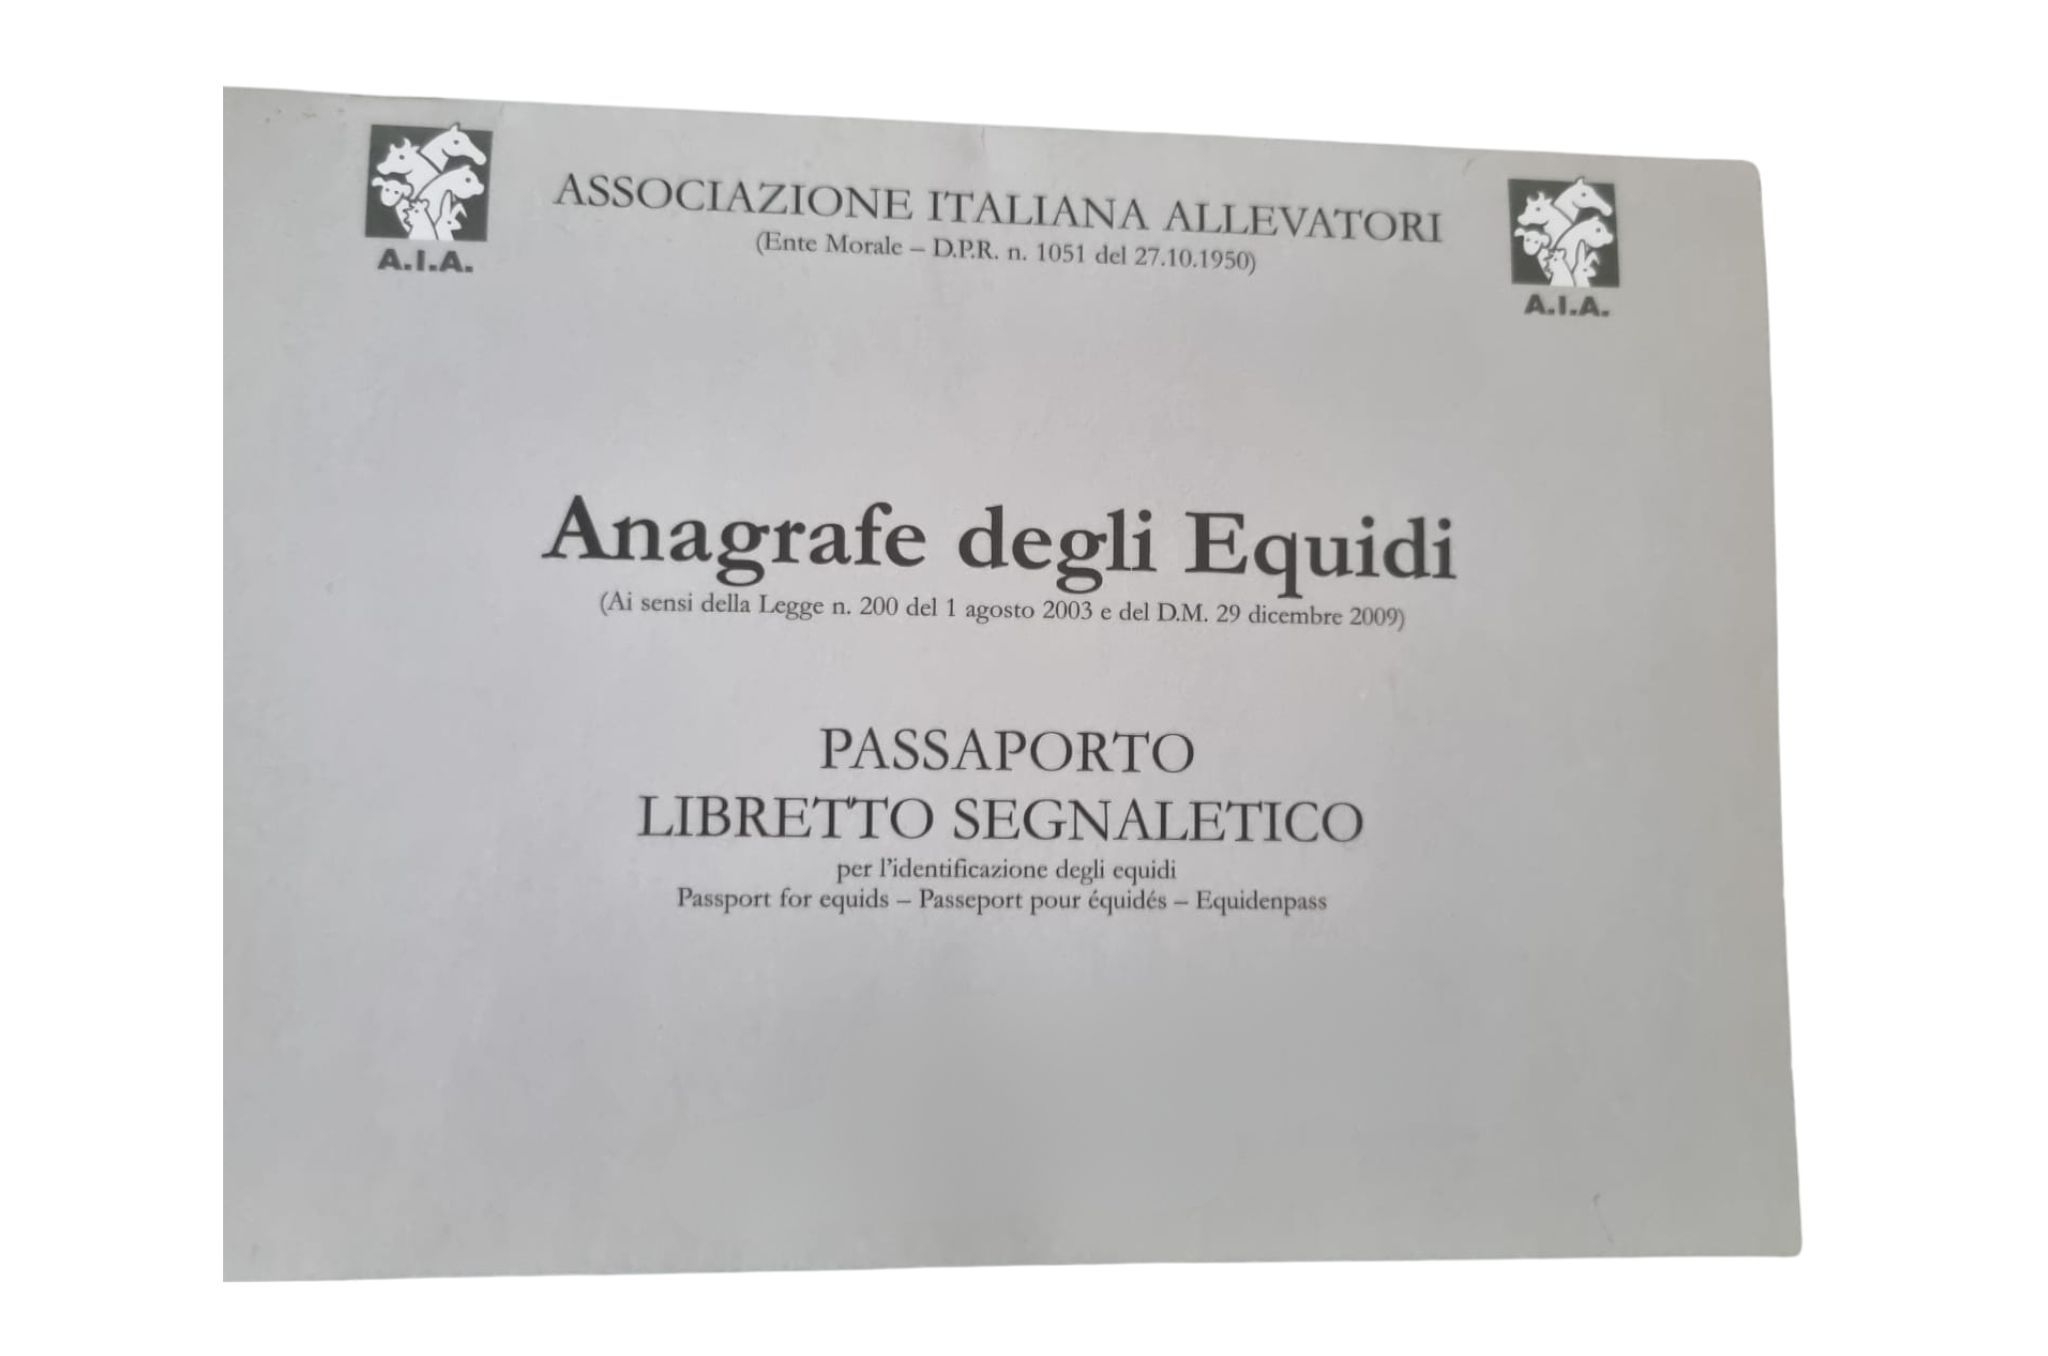 ASSOCIAZIONE ITALIANA ALLEVATORI
(Ente Morale – D.P.R. n. 1051 del 27.10.1950)
A.I.A.
A.I.A.
Anagrafe degli Equidi
(Ai sensi della Legge n. 200 del 1 agosto 2003 e del D.M. 29 dicembre 2009)
PASSAPORTO
LIBRETTO SEGNALETICO
per l'identificazione degli equidi
Passport for equids – Passeport pour équidés – Equidenpass